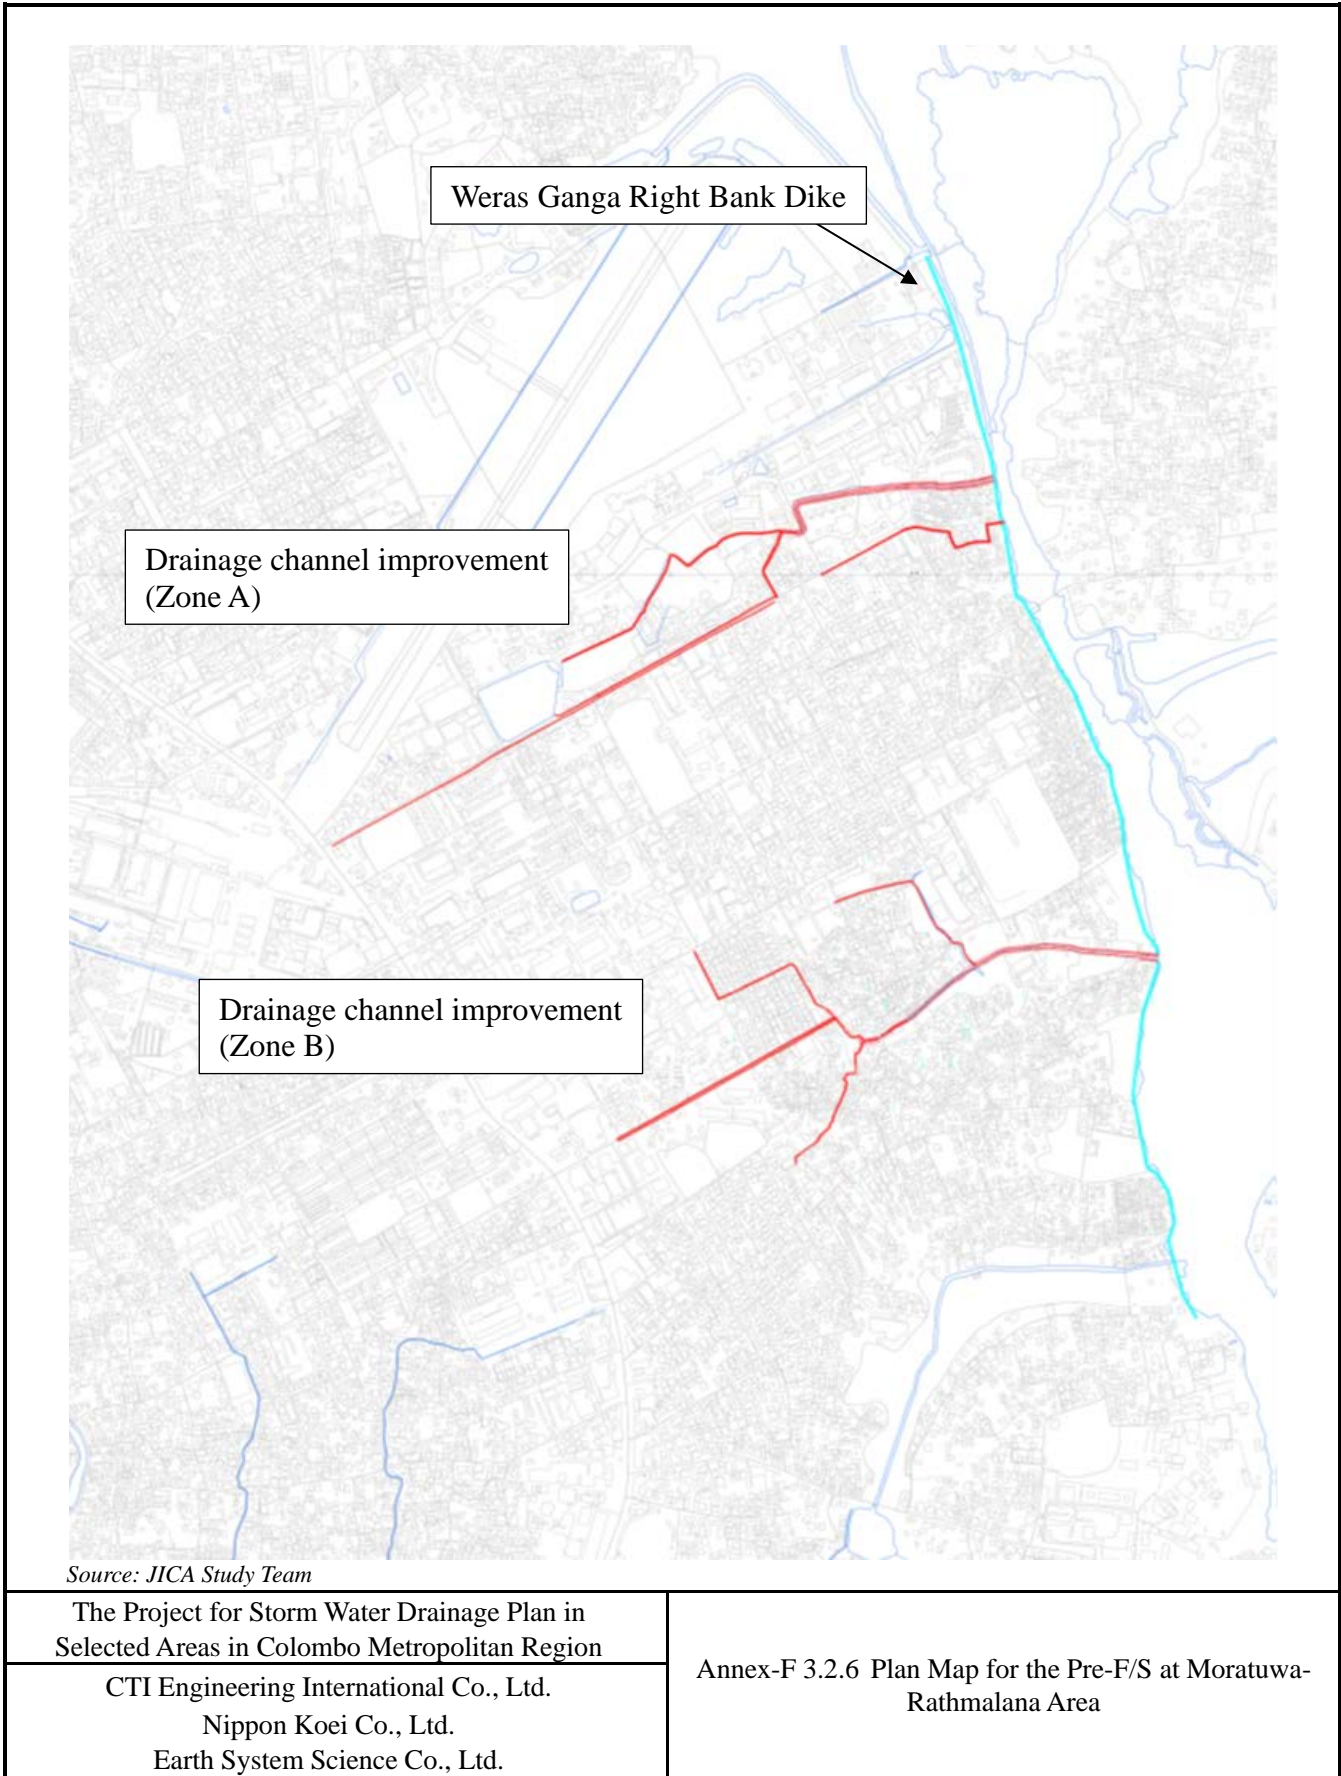 Weras Ganga Right Bank Dike
Drainage channel improvement
(Zone A)
Drainage channel improvement
(Zone B)
Source: JICA Study Team
The Project for Storm Water Drainage Plan in
Selected Areas in Colombo Metropolitan Region
CTI Engineering International Co., Ltd.
Nippon Koei Co., Ltd.
Earth System Science Co., Ltd.
Annex-F 3.2.6 Plan Map for the Pre-F/S at Moratuwa-
Rathmalana Area